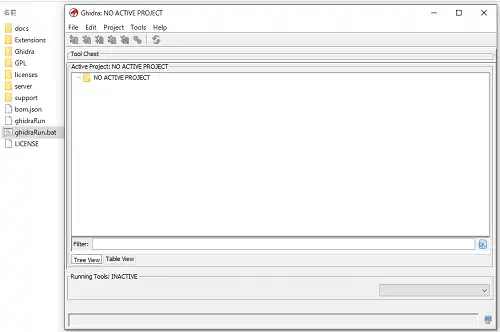 名前
docs
Extensions
Ghidra
GPL
licenses
server
support
bom.json
ghidraRun
ghidraRun.bat
LICENSE
Ghidra: NO ACTIVE PROJECT
File Edit Project Tools Help
Tool Chest
Active Project: NO ACTIVE PROJECT
NO ACTIVE PROJECT
Filter:
Tree View Table View
Running Tools: INACTIVE